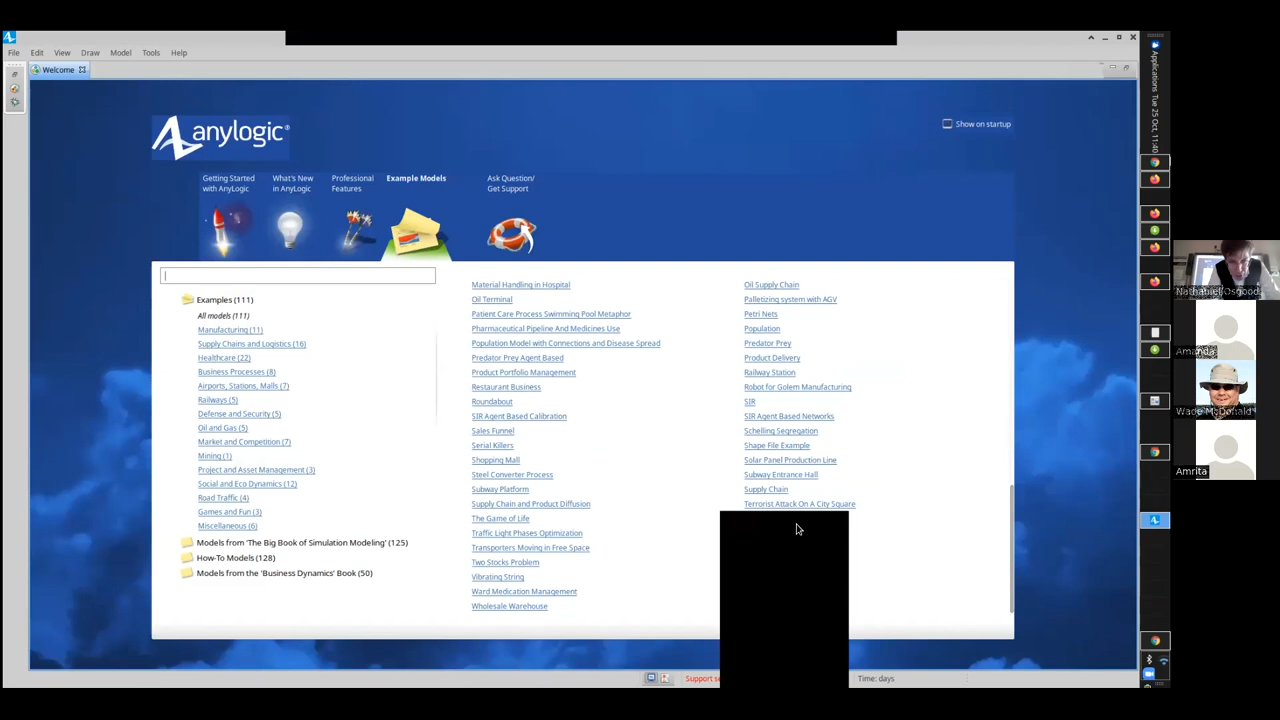 File Edit View Draw Model Tools Help
Welcome
anylogic®
Show on startup
Getting Started
with AnyLogic
What's New
in AnyLogic
Professional
Features
Example Models
Ask Question/
Get Support
Examples (111)
All models (111)
Manufacturing (11)
Supply Chains and Logistics (16)
Healthcare (22)
Business Processes (8)
Airports, Stations, Malls (7)
Railways (5)
Defense and Security (5)
Oil and Gas (5)
Market and Competition (7)
Mining (1)
Project and Asset Management (3)
Social and Eco Dynamics (12)
Road Traffic (4)
Games and Fun (3)
Miscellaneous (6)
Models from 'The Big Book of Simulation Modeling' (125)
How-To Models (128)
Models from the 'Business Dynamics' Book (50)
Material Handling in Hospital
Oil Terminal
Patient Care Process Swimming Pool Metaphor
Pharmaceutical Pipeline And Medicines Use
Population Model with Connections and Disease Spread
Predator Prey Agent Based
Product Portfolio Management
Restaurant Business
Roundabout
SIR Agent Based Calibration
Sales Funnel
Serial Killers
Shopping Mall
Steel Converter Process
Subway Platform
Supply Chain and Product Diffusion
The Game of Life
Traffic Light Phases Optimization
Transporters Moving in Free Space
Two Stocks Problem
Vibrating String
Ward Medication Management
Wholesale Warehouse
Oil Supply Chain
Palletizing system with AGV
Petri Nets
Population
Predator Prey
Product Delivery
Railway Station
Robot for Golem Manufacturing
SIR
SIR Agent Based Networks
Schelling Segregation
Shape File Example
Solar Panel Production Line
Subway Entrance Hall
Supply Chain
Terrorist Attack On A City Square
Support se
Time: days
Applications Tue 25 Oct, 11:40
Nathaniel Osgood
Amanda
Wade McDonald
Amrita